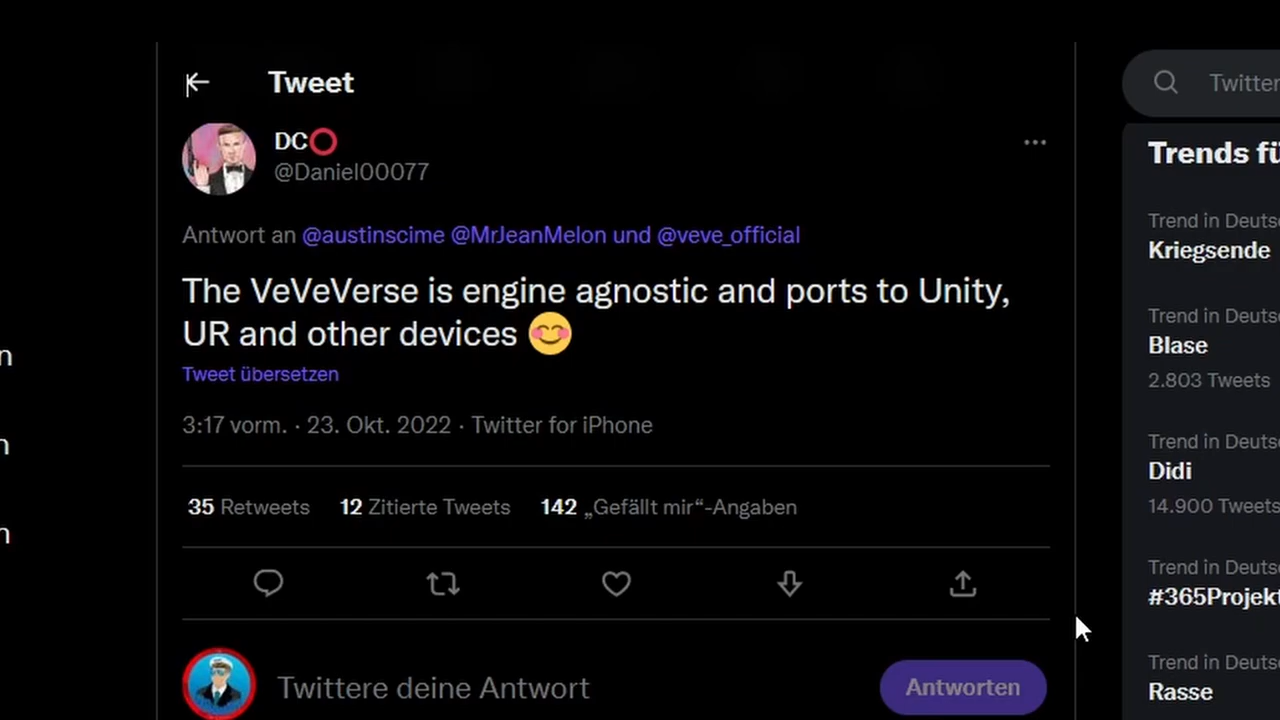 Tweet
DC⭕
@Daniel00077
Antwort an @austinscime @MrJeanMelon und @veve_official
The VeVeVerse is engine agnostic and ports to Unity,
UR and other devices 😊
Tweet übersetzen
3:17 vorm. · 23. Okt. 2022 · Twitter for iPhone
35 Retweets 12 Zitierte Tweets 142 „Gefällt mir“-Angaben
Twittere deine Antwort
Antworten
Twitter
Trends fü
Trend in Deuts
Kriegsende
Trend in Deuts
Blase
2.803 Tweets
Trend in Deuts
Didi
14.900 Tweets
Trend in Deuts
#365Projekt
Trend in Deuts
Rasse